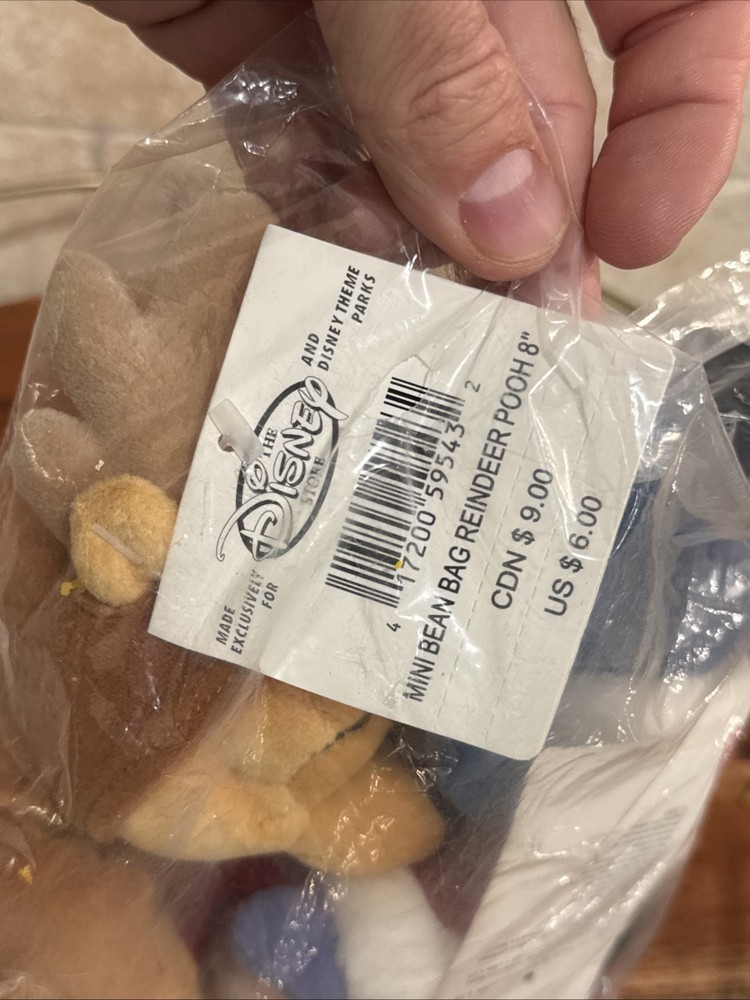 MADE
EXCLUSIVELY
FOR
THE
DISNEY
STORE
AND
DISNEY THEME
PARKS
4 17200 59543 2
MINI BEAN BAG REINDEER POOH 8"
CDN $ 9.00
US $ 6.00